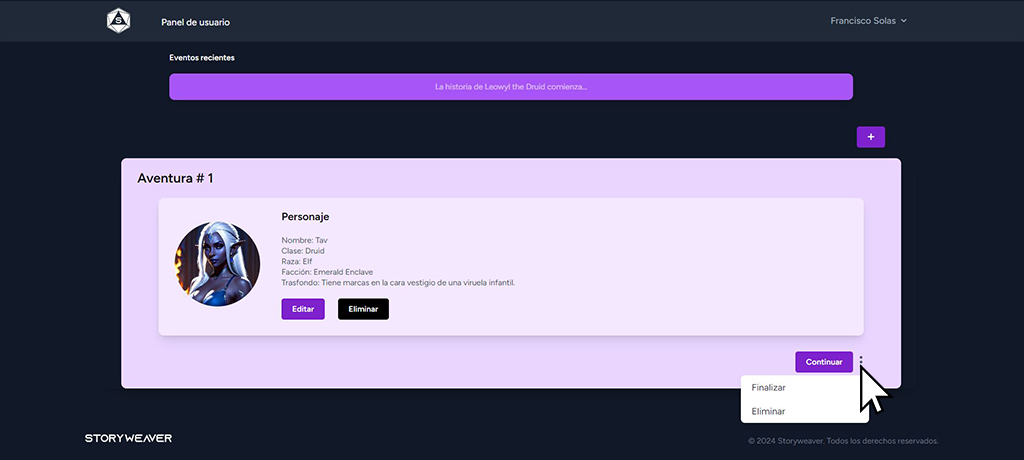 S
Panel de usuario
Francisco Solas
Eventos recientes
La historia de Leowyl the Druid comienza...
+
Aventura # 1
Personaje
Nombre: Tav
Clase: Druid
Raza: Elf
Facción: Emerald Enclave
Trasfondo: Tiene marcas en la cara vestigio de una viruela infantil.
Editar
Eliminar
Continuar
Finalizar
Eliminar
STORYWEAVER
© 2024 Storyweaver. Todos los derechos reservados.